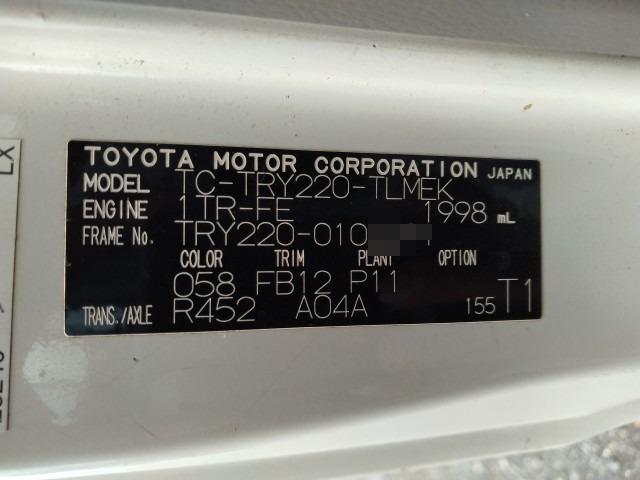 TOYOTA MOTOR CORPORATION JAPAN
MODEL TC-TRY220-TLMEK
ENGINE 1TR-FE 1998 mL
FRAME No. TRY220-010
COLOR TRIM PLANT OPTION
058 FB12 P11
TRANS./AXLE R452 A04A 155 T1
LX